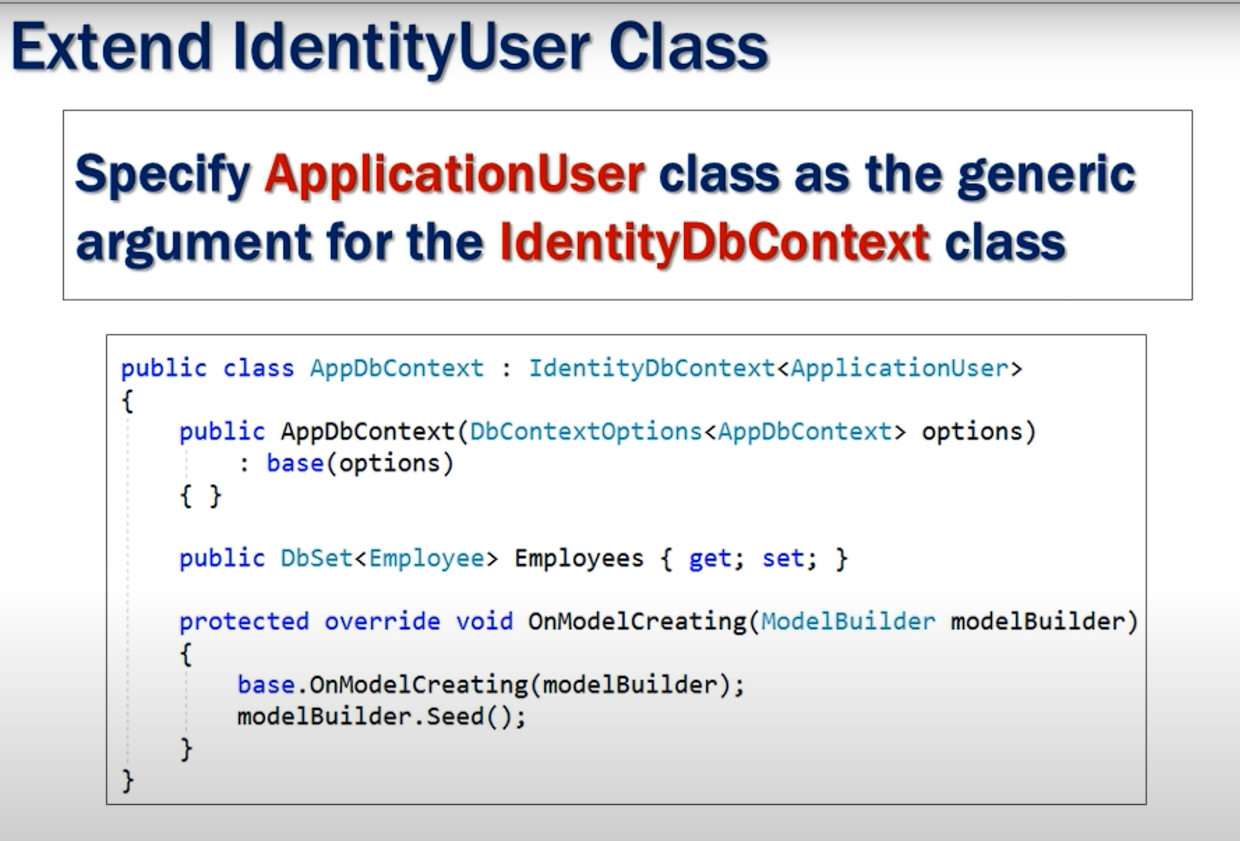 Extend IdentityUser Class
Specify ApplicationUser class as the generic
argument for the IdentityDbContext class
public class AppDbContext : IdentityDbContext<ApplicationUser>
{
    public AppDbContext(DbContextOptions<AppDbContext> options)
        : base(options)
    { }
    public DbSet<Employee> Employees { get; set; }
    protected override void OnModelCreating(ModelBuilder modelBuilder)
    {
        base.OnModelCreating(modelBuilder);
        modelBuilder.Seed();
    }
}